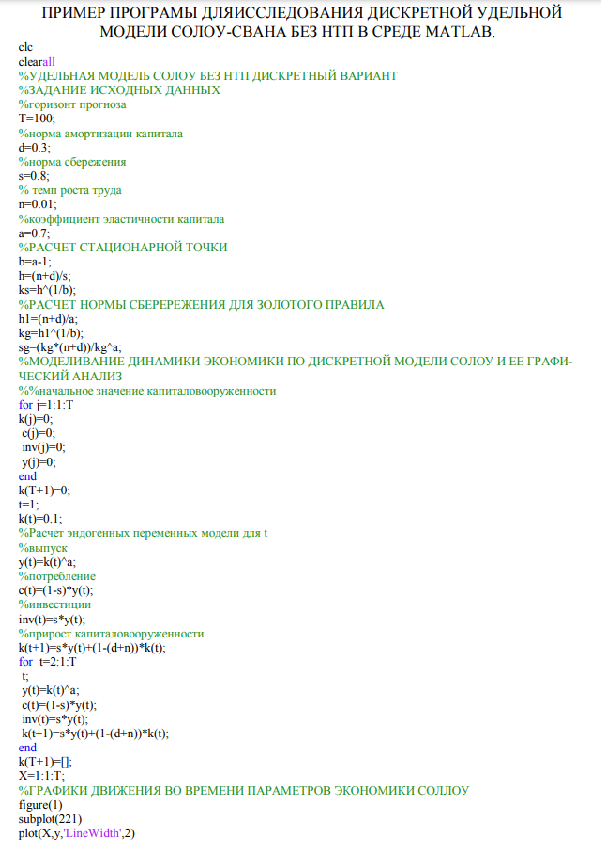 ПРИМЕР ПРОГРАМЫ ДЛЯИССЛЕДОВАНИЯ ДИСКРЕТНОЙ УДЕЛЬНОЙ
МОДЕЛИ СОЛОУ-СВАНА БЕЗ НТП В СРЕДЕ MATLAB.
clc
clearall
%УДЕЛЬНАЯ МОДЕЛЬ СОЛОУ БЕЗ НТП ДИСКРЕТНЫЙ ВАРИАНТ
%ЗАДАНИЕ ИСХОДНЫХ ДАННЫХ
%горизонт прогноза
T=100;
%норма амортизации капитала
d=0.3;
%норма сбережения
s=0.8;
% темп роста труда
n=0.01;
%коэффициент эластичности капитала
a=0.7;
%РАСЧЕТ СТАЦИОНАРНОЙ ТОЧКИ
b=a-1;
h=(n+d)/s;
ks=h^(1/b);
%РАСЧЕТ НОРМЫ СБЕРЕРЕЖЕНИЯ ДЛЯ ЗОЛОТОГО ПРАВИЛА
h1=(n+d)/a;
kg=h1^(1/b);
sg=(kg*(n+d))/kg^a;
%МОДЕЛИВАНИЕ ДИНАМИКИ ЭКОНОМИКИ ПО ДИСКРЕТНОЙ МОДЕЛИ СОЛОУ И ЕЕ ГРАФИ-
ЧЕСКИЙ АНАЛИЗ
%%начальное значение капиталовооруженности
for j=1:1:T
k(j)=0;
c(j)=0;
inv(j)=0;
y(j)=0;
end
k(T+1)=0;
t=1;
k(t)=0.1;
%Расчет эндогенных переменных модели для t
%выпуск
y(t)=k(t)^a;
%потребление
c(t)=(1-s)*y(t);
%инвестиции
inv(t)=s*y(t);
%прирост капиталовооруженности
k(t+1)=s*y(t)+(1-(d+n))*k(t);
for t=2:1:T
t;
y(t)=k(t)^a;
c(t)=(1-s)*y(t);
inv(t)=s*y(t);
k(t+1)=s*y(t)+(1-(d+n))*k(t);
end
k(T+1)=[];
X=1:1:T;
%ГРАФИКИ ДВИЖЕНИЯ ВО ВРЕМЕНИ ПАРАМЕТРОВ ЭКОНОМИКИ СОЛЛОУ
figure(1)
subplot(221)
plot(X,y,'LineWidth',2)